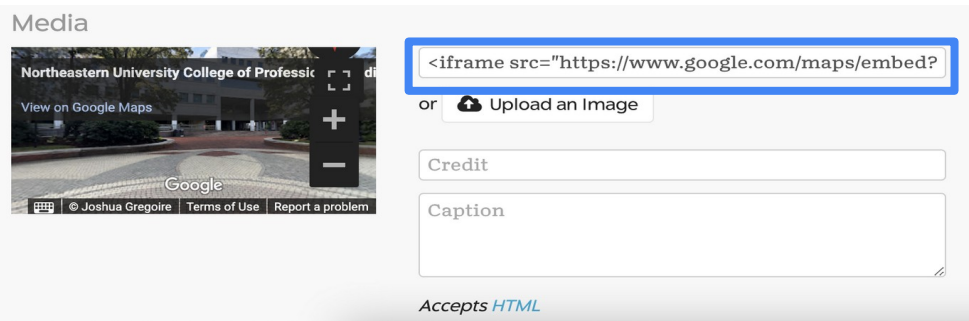 Media
Northeastern University College of Professic di
View on Google Maps
Google
© Joshua Gregoire Terms of Use Report a problem
<iframe src="https://www.google.com/maps/embed?
or Upload an Image
Credit
Caption
Accepts HTML